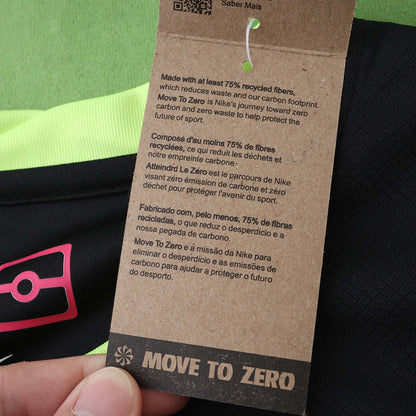 Saber Mais
Made with at least 75% recycled fibers,
which reduces waste and our carbon footprint.
Move To Zero is Nike's journey toward zero
carbon and zero waste to help protect the
future of sport.
Composé d'au moins 75% de fibres
recyclées, ce qui reduit les déchets et
nôtre empreinte carbone.
Atteindrd Le Zero est le parcours de Nike
visant zéro émission de carbone et zéro
déchet pour protéger l'avenir du sport.
Fabricado com, pelo menos, 75% de fibras
recicladas, o que reduz o desperdício e a
nossa pegada de carbono.
Move To Zero é a missão da Nike para
eliminar o desperdício e as emissões de
carbono para ajudar a proteger o futuro
do desporto.
MOVE TO ZERO